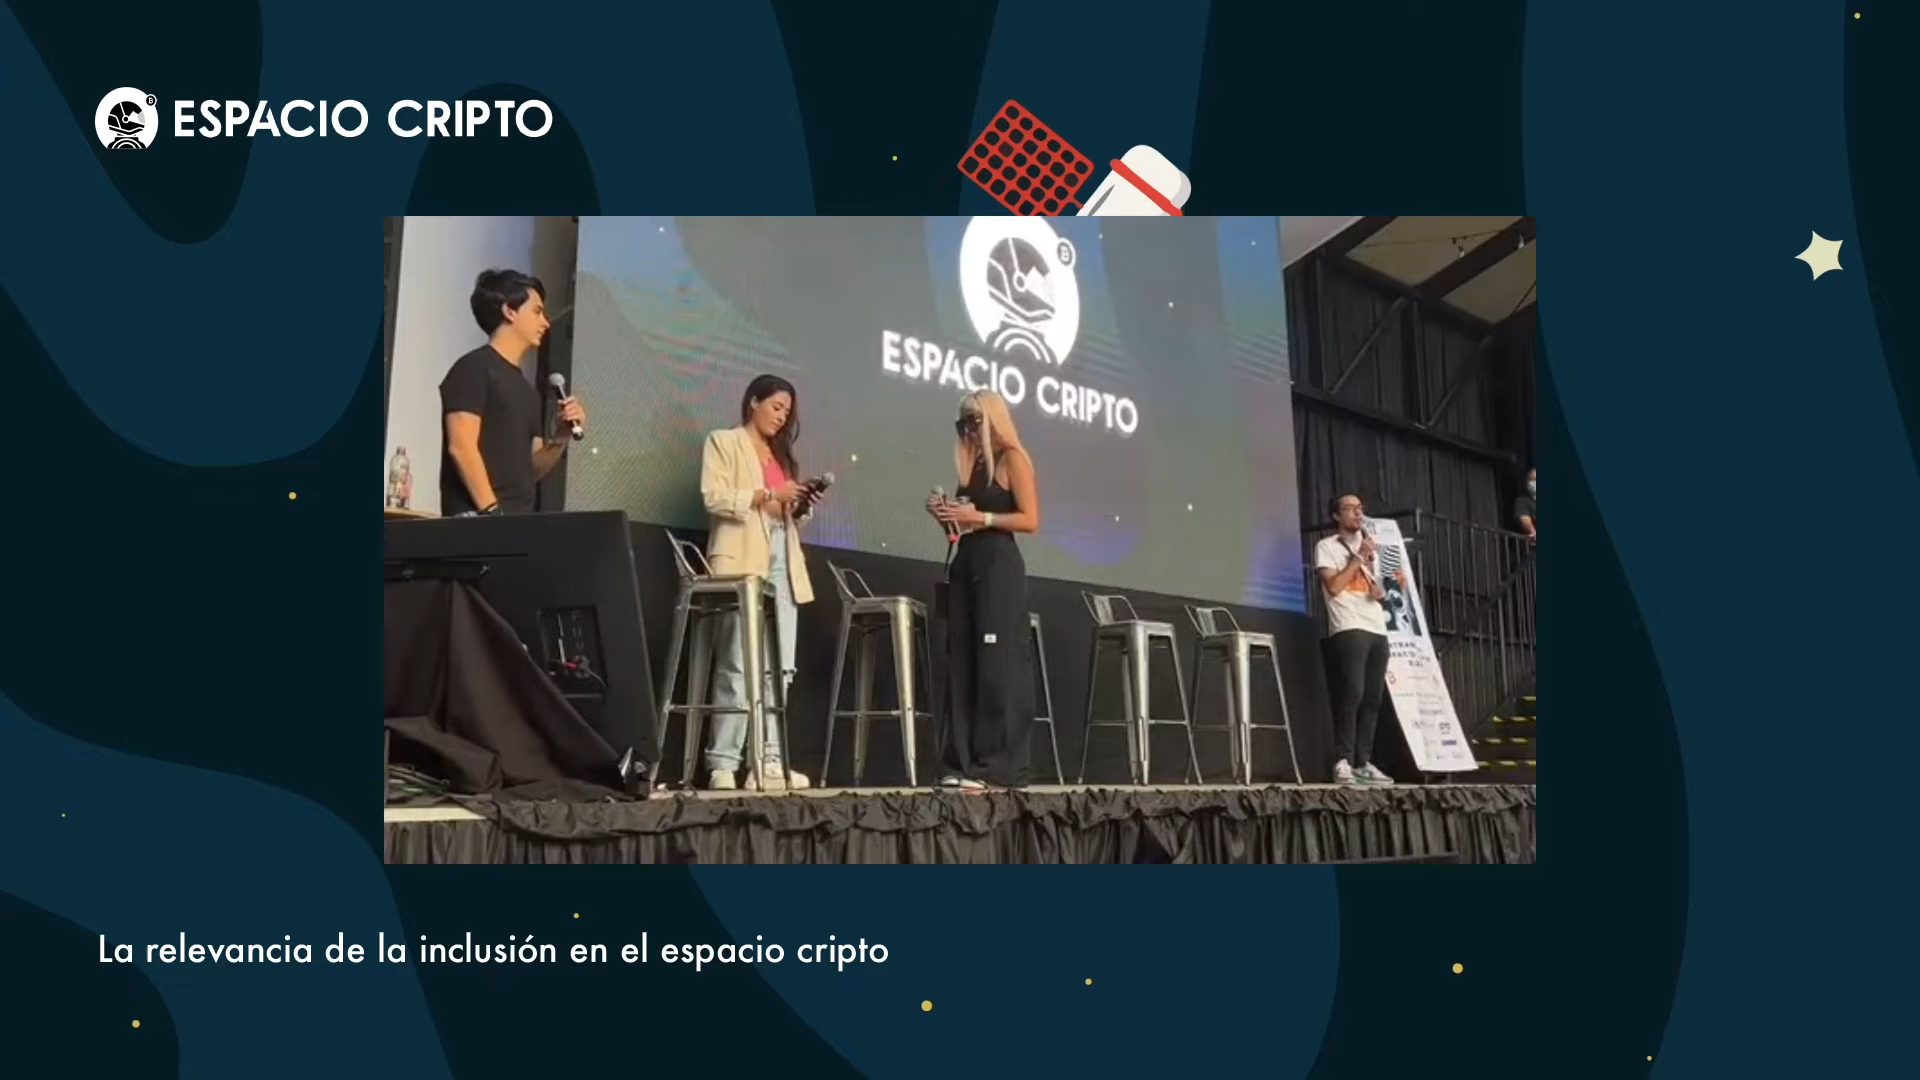 ESPACIO CRIPTO
ESPACIO CRIPTO
La relevancia de la inclusión en el espacio cripto